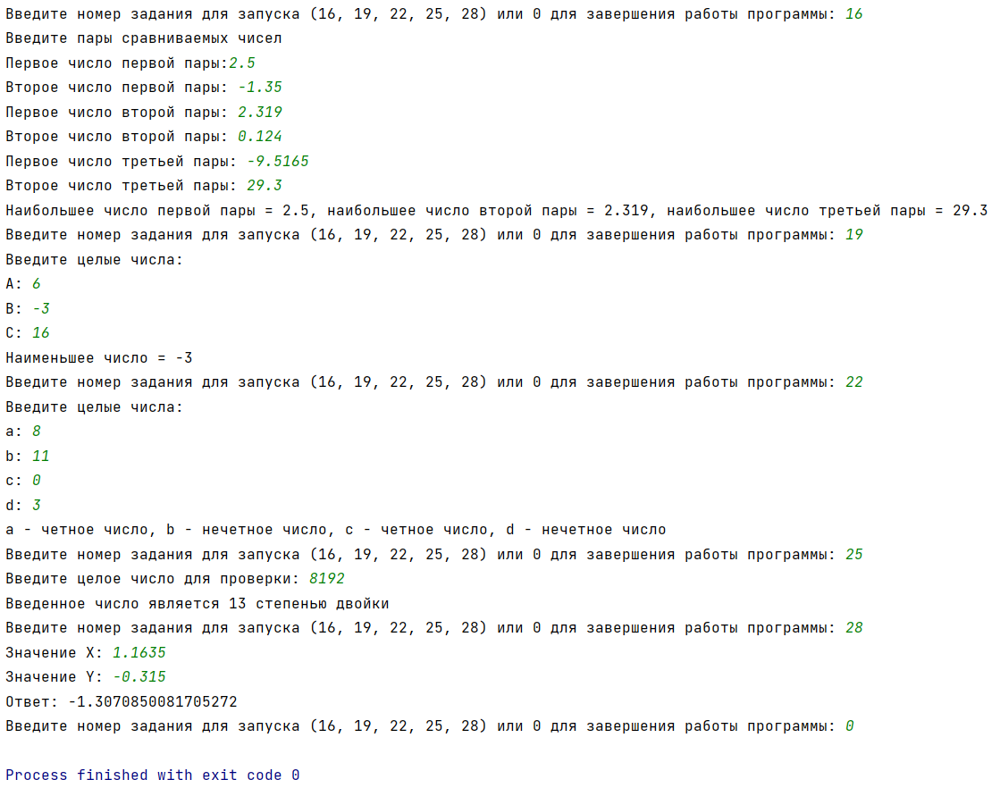 Введите номер задания для запуска (16, 19, 22, 25, 28) или 0 для завершения работы программы: 16
Введите пары сравниваемых чисел
Первое число первой пары:2.5
Второе число первой пары: -1.35
Первое число второй пары: 2.319
Второе число второй пары: 0.124
Первое число третьей пары: -9.5165
Второе число третьей пары: 29.3
Наибольшее число первой пары = 2.5, наибольшее число второй пары = 2.319, наибольшее число третьей пары = 29.3
Введите номер задания для запуска (16, 19, 22, 25, 28) или 0 для завершения работы программы: 19
Введите целые числа:
A: 6
B: -3
C: 16
Наименьшее число = -3
Введите номер задания для запуска (16, 19, 22, 25, 28) или 0 для завершения работы программы: 22
Введите целые числа:
a: 8
b: 11
c: 0
d: 3
a - четное число, b - нечетное число, c - четное число, d - нечетное число
Введите номер задания для запуска (16, 19, 22, 25, 28) или 0 для завершения работы программы: 25
Введите целое число для проверки: 8192
Введенное число является 13 степенью двойки
Введите номер задания для запуска (16, 19, 22, 25, 28) или 0 для завершения работы программы: 28
Значение X: 1.1635
Значение Y: -0.315
Ответ: -1.3070850081705272
Введите номер задания для запуска (16, 19, 22, 25, 28) или 0 для завершения работы программы: 0
Process finished with exit code 0